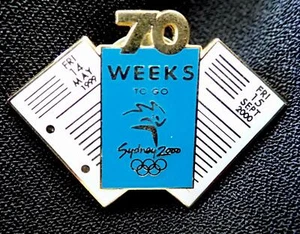 70
WEEKS
TO GO
FRI
14
MAY
1999
FRI
15
SEPT
2000
Sydney 2000